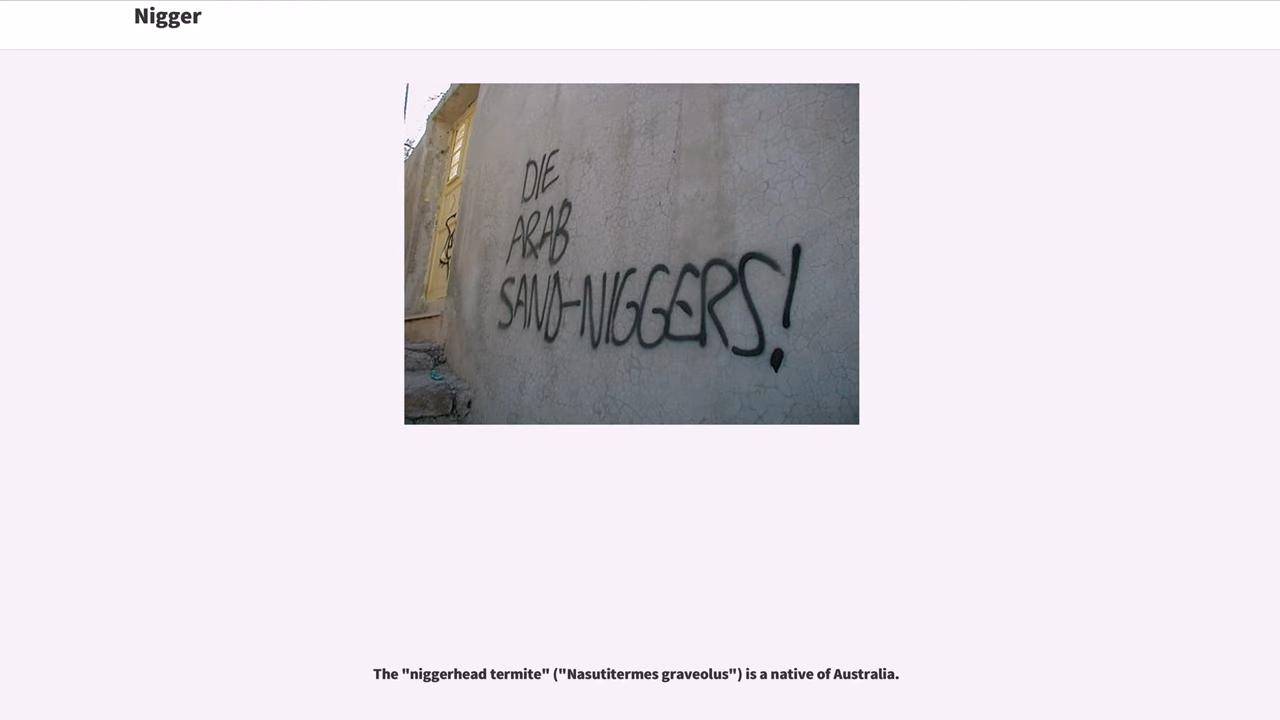 Nigger
DIE
ARAB
SAND-NIGGERS!
The "niggerhead termite" ("Nasutitermes graveolus") is a native of Australia.